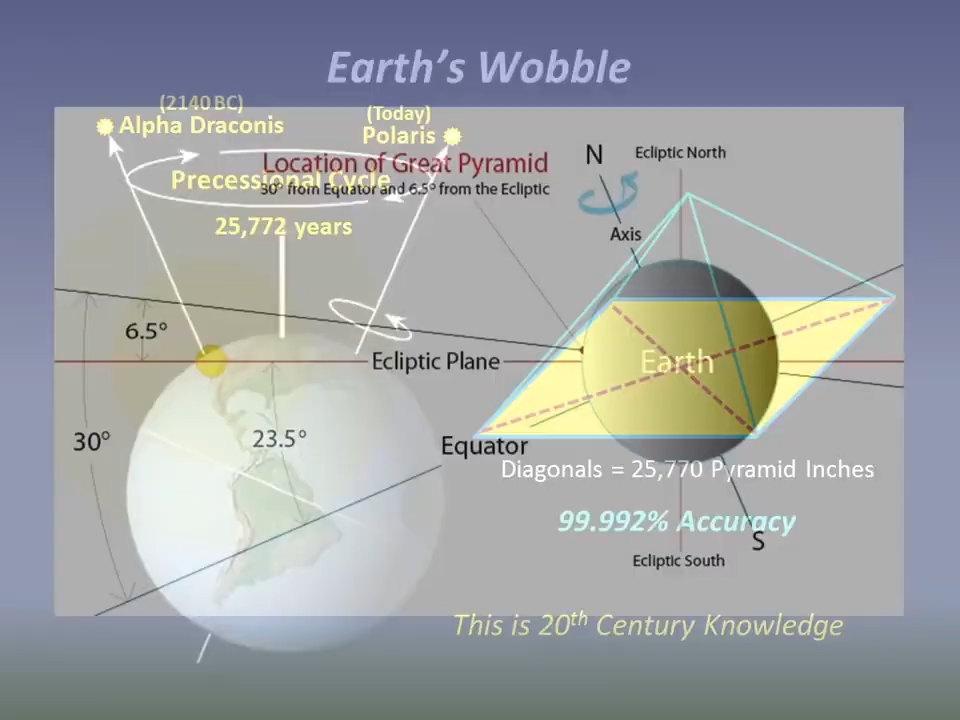 Earth's Wobble
(2140 BC)
Alpha Draconis
(Today)
Polaris
Location of Great Pyramid
30° from Equator and 6.5° from the Ecliptic
Precessional Cycle
25,772 years
N
Ecliptic North
Axis
6.5°
Ecliptic Plane
Earth
30°
23.5°
Equator
Diagonals = 25,770 Pyramid Inches
99.992% Accuracy
S
Ecliptic South
This is 20th Century Knowledge